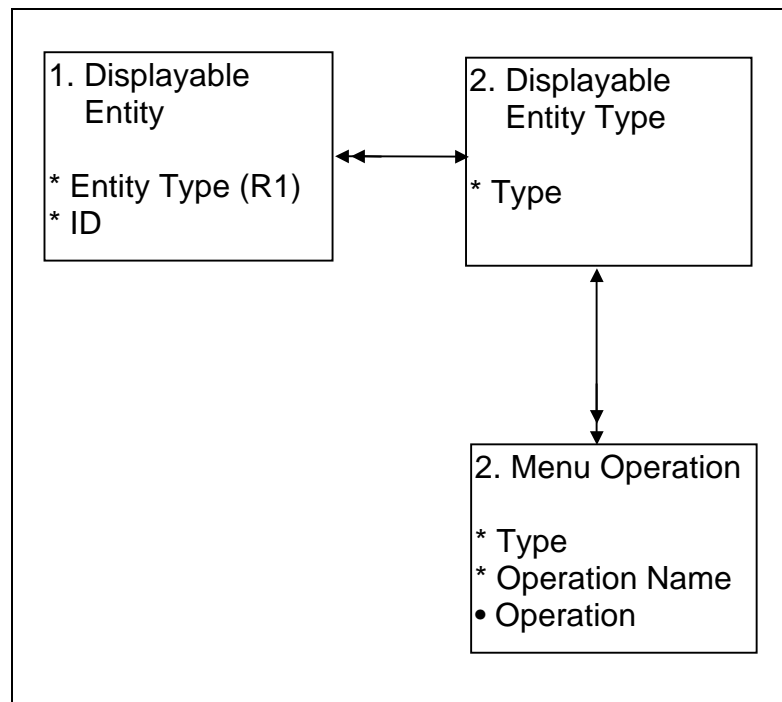 1. Displayable
Entity
* Entity Type (R1)
* ID
2. Displayable
Entity Type
* Type
2. Menu Operation
* Type
* Operation Name
• Operation